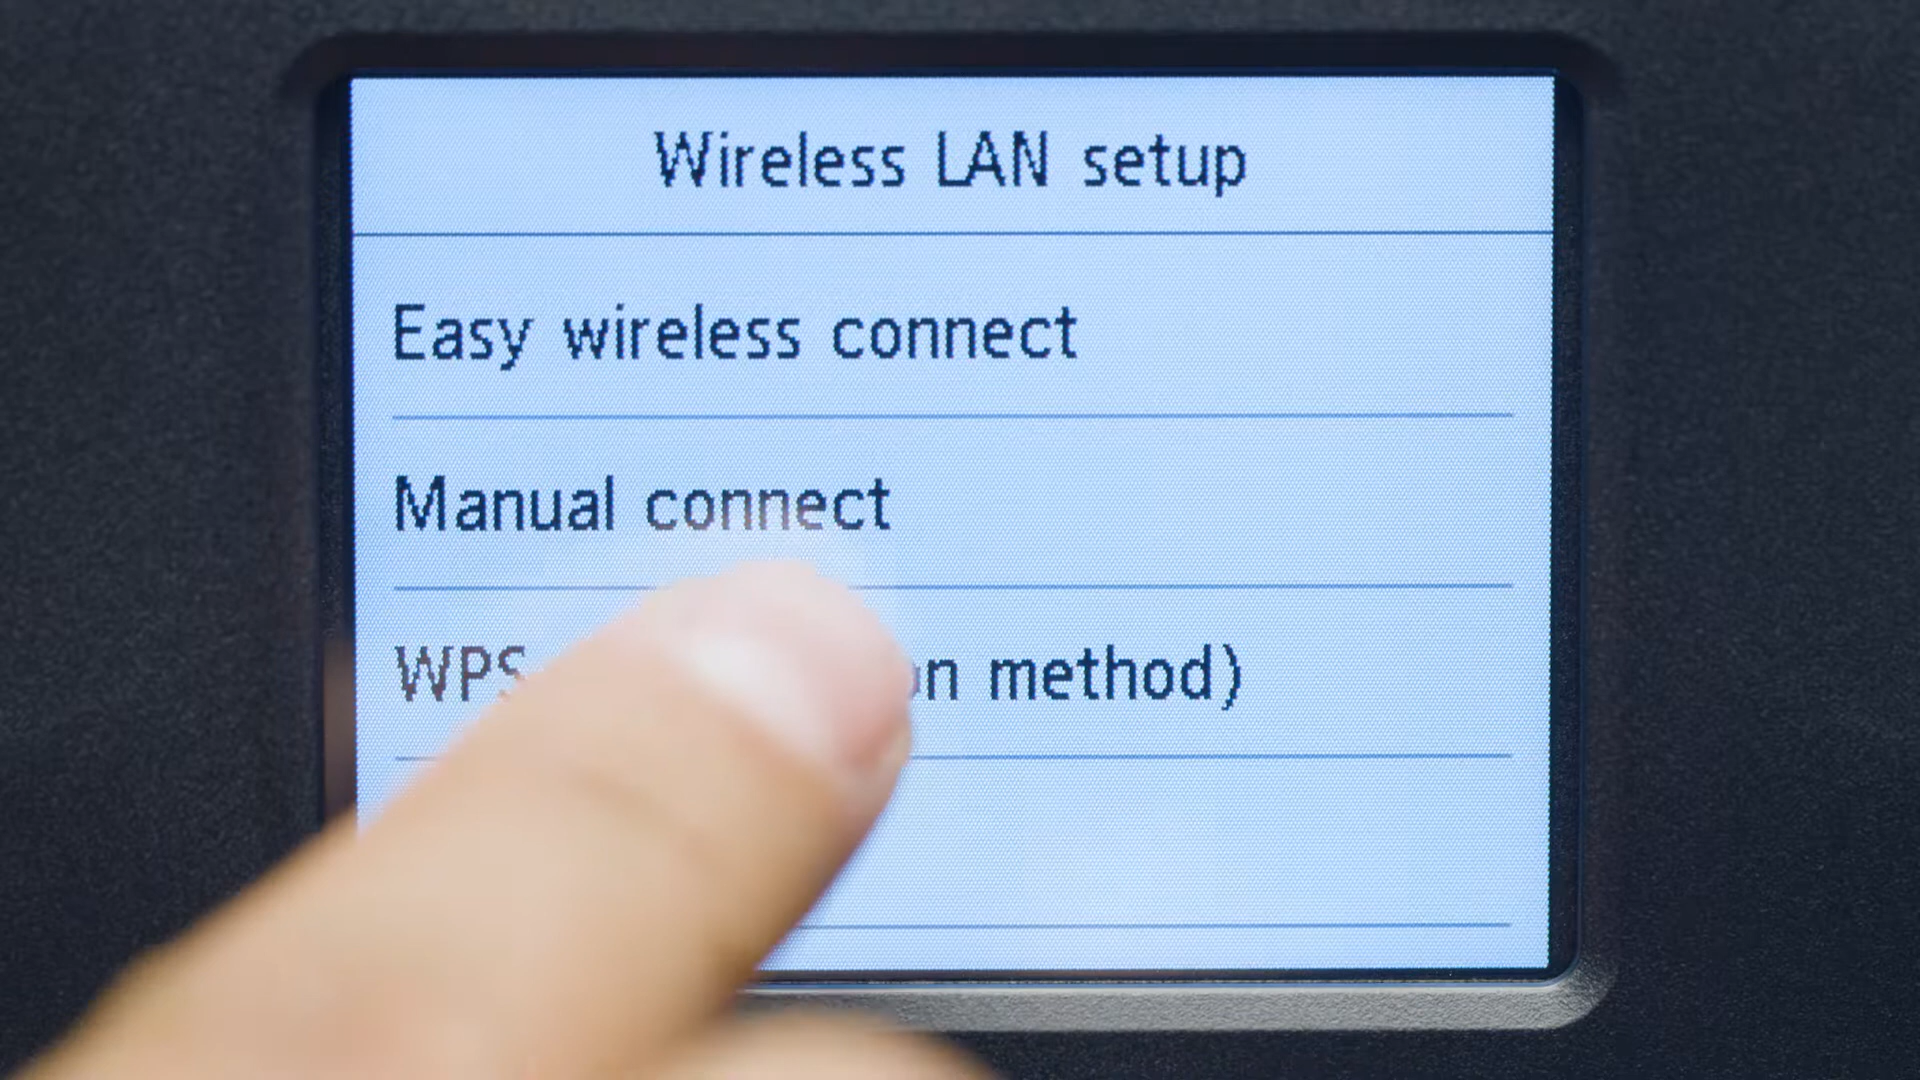 Wireless LAN setup
Easy wireless connect
Manual connect
WPS method)